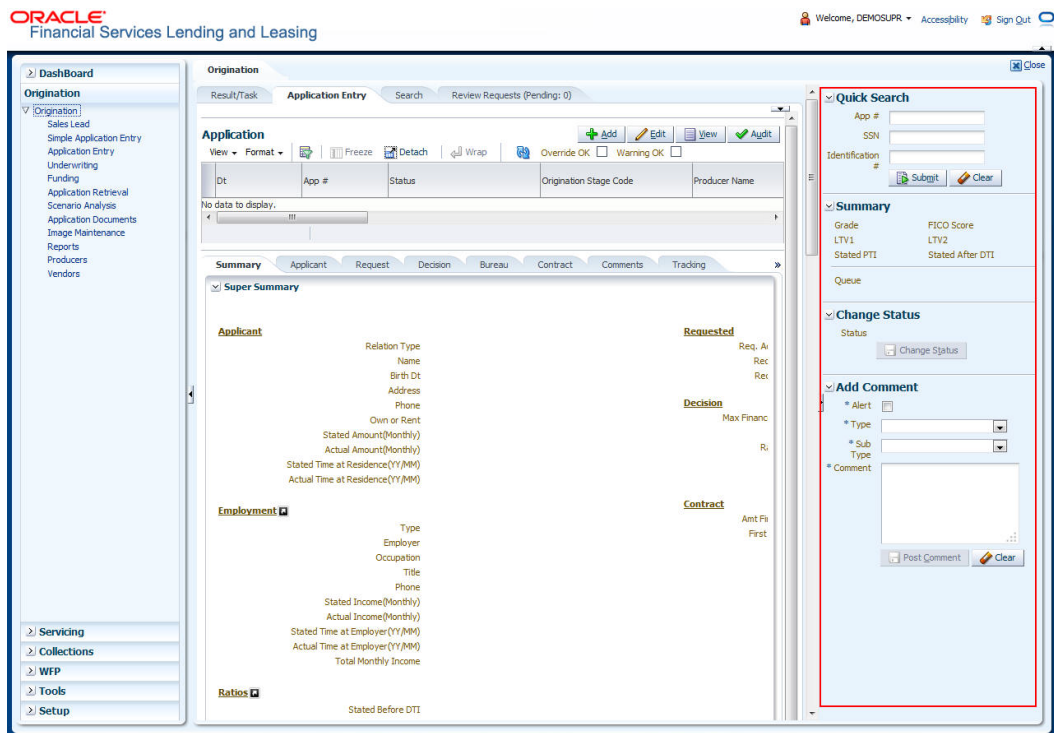 ORACLE
Financial Services Lending and Leasing
Welcome, DEMOSUPR
Accessibility
Sign Out
Close
DashBoard
Origination
Origination
Sales Lead
Simple Application Entry
Application Entry
Underwriting
Funding
Application Retrieval
Scenario Analysis
Application Documents
Image Maintenance
Reports
Producers
Vendors
Servicing
Collections
WFP
Tools
Setup
Origination
Result/Task
Application Entry
Search
Review Requests (Pending: 0)
Application
Add
Edit
View
Audit
View
Format
Freeze
Detach
Wrap
Override OK
Warning OK
Dt
App #
Status
Origination Stage Code
Producer Name
No data to display.
Summary
Applicant
Request
Decision
Bureau
Contract
Comments
Tracking
»
Super Summary
Applicant
Relation Type
Name
Birth Dt
Address
Phone
Own or Rent
Stated Amount(Monthly)
Actual Amount(Monthly)
Stated Time at Residence(YY/MM)
Actual Time at Residence(YY/MM)
Employment
Type
Employer
Occupation
Title
Phone
Stated Income(Monthly)
Actual Income(Monthly)
Stated Time at Employer(YY/MM)
Actual Time at Employer(YY/MM)
Total Monthly Income
Ratios
Stated Before DTI
Requested
Req.
Decision
Max
Contract
Amt
First
Quick Search
App #
SSN
Identification
#
Submit
Clear
Summary
Grade
FICO Score
LTV1
LTV2
Stated PTI
Stated After DTI
Queue
Change Status
Status
Change Status
Add Comment
* Alert
* Type
* Sub
Type
* Comment
Post Comment
Clear